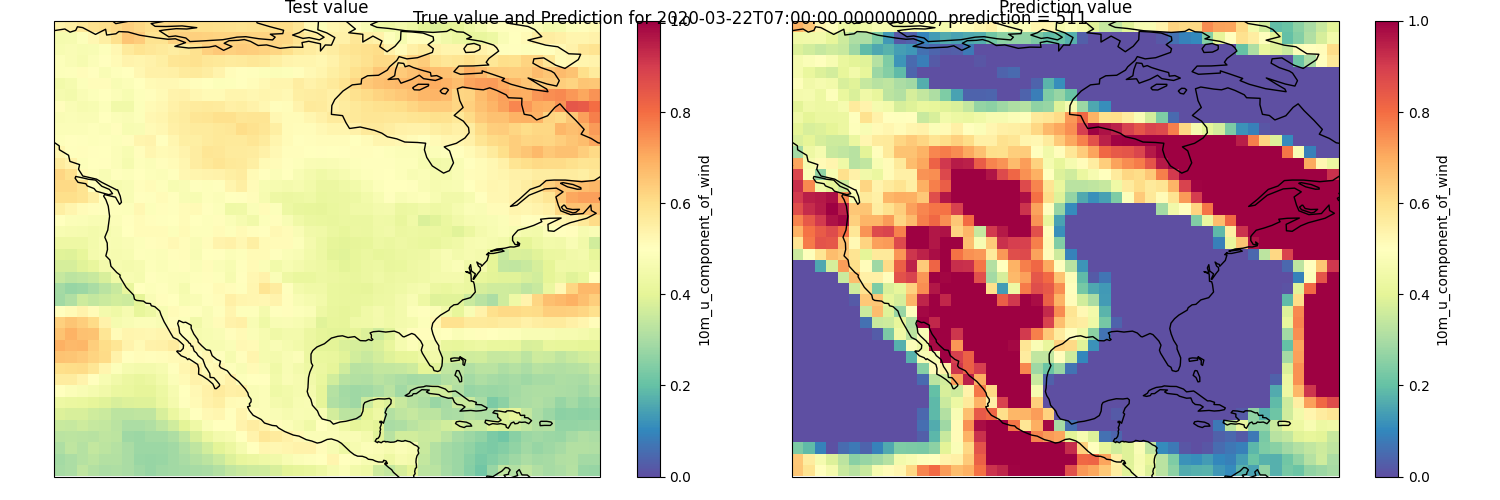 Test value
Prediction value
True value and Prediction for 2020-03-22T07:00:00.000000000, prediction = 511
1.0
0.8
0.6
0.4
0.2
0.0
10m_u_component_of_wind
1.0
0.8
0.6
0.4
0.2
0.0
10m_u_component_of_wind